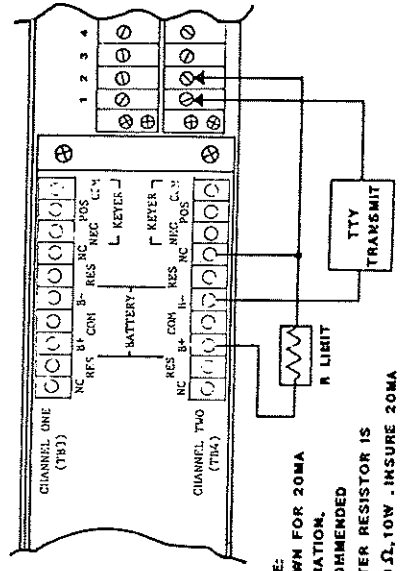 1 2 3 4
CHANNEL ONE
(TB3)
NC RES B+ COM B- RES NC NEG POS COM
BATTERY
KEYER
KEYER
CHANNEL TWO
(TB4)
NC RES B+ COM B- RES NC NEG POS COM
R LIMIT
TTY
TRANSMIT
E:
WN FOR 20MA
RATION.
OMMENDED
TER RESISTOR IS
Ω, 10W. INSURE 20MA